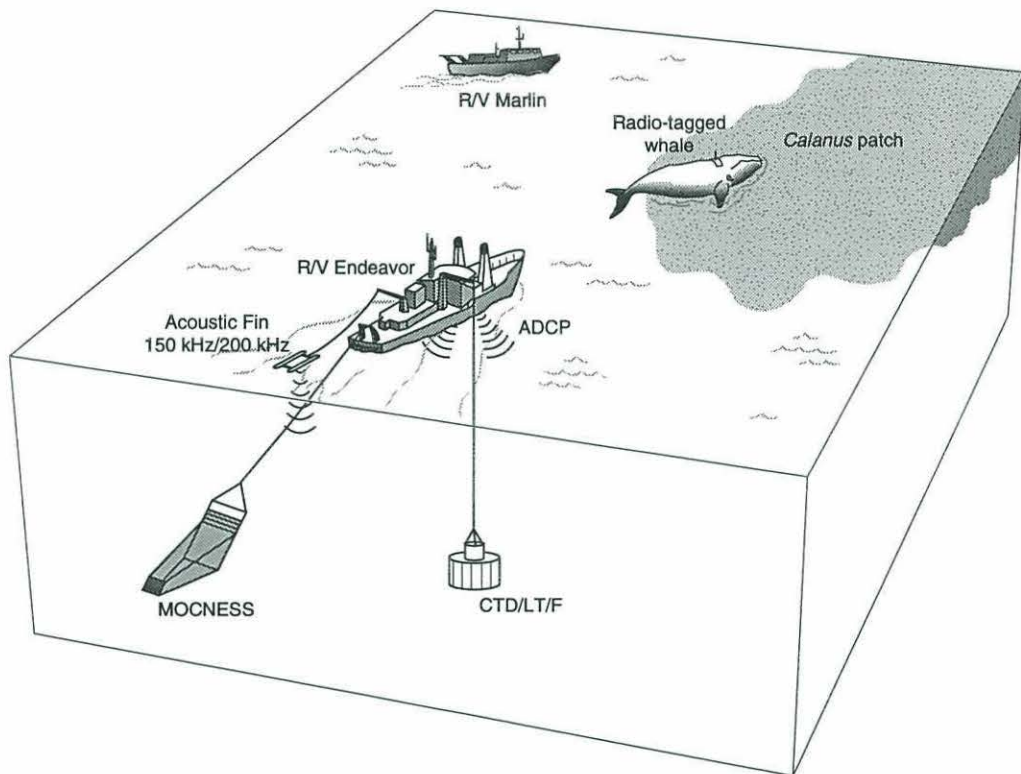 R/V Marlin
Radio-tagged
whale
Calanus patch
R/V Endeavor
Acoustic Fin
150 kHz/200 kHz
ADCP
MOCNESS
CTD/LT/F